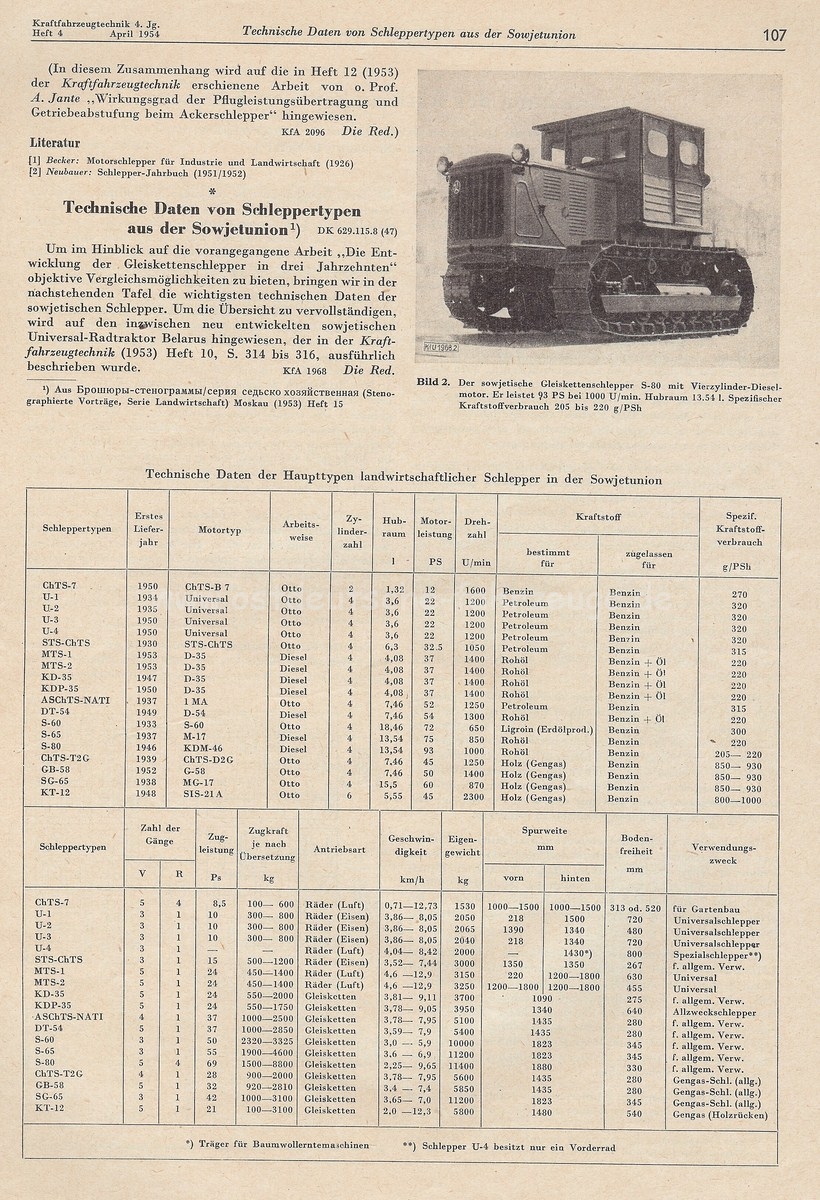 Kraftfahrzeugtechnik 4. Jg.
Heft 4 April 1954
Technische Daten von Schleppertypen aus der Sowjetunion
107
(In diesem Zusammenhang wird auf die in Heft 12 (1953)
der Kraftfahrzeugtechnik erschienene Arbeit von o. Prof.
A. Jante „Wirkungsgrad der Pflugleistungsübertragung und
Getriebeabstufung beim Ackerschlepper“ hingewiesen.
KfA 2096 Die Red.)
Literatur
[1] Becker: Motorschlepper für Industrie und Landwirtschaft (1926)
[2] Neubauer: Schlepper-Jahrbuch (1951/1952)
*
Technische Daten von Schleppertypen
aus der Sowjetunion¹) DK 629.115.8 (47)
Um im Hinblick auf die vorangegangene Arbeit „Die Ent-
wicklung der Gleiskettenschlepper in drei Jahrzehnten“
objektive Vergleichsmöglichkeiten zu bieten, bringen wir in der
nachstehenden Tafel die wichtigsten technischen Daten der
sowjetischen Schlepper. Um die Übersicht zu vervollständigen,
wird auf den inzwischen neu entwickelten sowjetischen
Universal-Radtraktor Belarus hingewiesen, der in der Kraft-
fahrzeugtechnik (1953) Heft 10, S. 314 bis 316, ausführlich
beschrieben wurde. KfA 1968 Die Red.
¹) Aus Брошюры-стенограммы/серия седьско хозяйственная (Steno-
graphierte Vorträge, Serie Landwirtschaft) Moskau (1953) Heft 15
Bild 2. Der sowjetische Gleiskettenschlepper S-80 mit Vierzylinder-Diesel-
motor. Er leistet 93 PS bei 1000 U/min. Hubraum 13.54 l. Spezifischer
Kraftstoffverbrauch 205 bis 220 g/PSh
Technische Daten der Haupttypen landwirtschaftlicher Schlepper in der Sowjetunion
Schleppertypen Erstes Liefer- jahr Motortyp Arbeits- weise Zy- linder- zahl Hub- raum l Motor- leistung PS Dreh- zahl U/min Kraftstoff bestimmt für zugelassen für Spezif. Kraftstoff- verbrauch g/PSh
ChTS-7 1950 ChTS-B 7 Otto 2 1,32 12 1600 Benzin Benzin 270
U-1 1934 Universal Otto 4 3,6 22 1200 Petroleum Benzin 320
U-2 1935 Universal Otto 4 3,6 22 1200 Petroleum Benzin 320
U-3 1950 Universal Otto 4 3,6 22 1200 Petroleum Benzin 320
U-4 1950 Universal Otto 4 3,6 22 1200 Petroleum Benzin 320
STS-ChTS 1930 STS-ChTS Otto 4 6,3 32.5 1050 Petroleum Benzin 315
MTS-1 1953 D-35 Diesel 4 4,08 37 1400 Rohöl Benzin + Öl 220
MTS-2 1953 D-35 Diesel 4 4,08 37 1400 Rohöl Benzin + Öl 220
KD-35 1947 D-35 Diesel 4 4,08 37 1400 Rohöl Benzin + Öl 220
KDP-35 1950 D-35 Diesel 4 4,08 37 1400 Rohöl Benzin + Öl 220
ASChTS-NATI 1937 1 MA Otto 4 7,46 52 1250 Petroleum Benzin 315
DT-54 1949 D-54 Diesel 4 7,46 54 1300 Rohöl Benzin + Öl 220
S-60 1933 S-60 Otto 4 18,46 72 650 Ligroin (Erdölprod.) Benzin 300
S-65 1937 M-17 Diesel 4 13,54 75 850 Rohöl Benzin 220
S-80 1946 KDM-46 Diesel 4 13,54 93 1000 Rohöl Benzin 205— 220
ChTS-T2G 1939 ChTS-D2G Otto 4 7,46 45 1250 Holz (Gengas) Benzin 850— 930
GB-58 1952 G-58 Otto 4 7,46 50 1400 Holz (Gengas) Benzin 850— 930
SG-65 1938 MG-17 Otto 4 15,5 60 870 Holz (Gengas) Benzin 850— 930
KT-12 1948 SIS-21 A Otto 6 5,55 45 2300 Holz (Gengas) Benzin 800—1000
Schleppertypen Zahl der Gänge V R Zug- leistung Ps Zugkraft je nach Übersetzung kg Antriebsart Geschwin- digkeit km/h Eigen- gewicht kg Spurweite mm vorn hinten Boden- freiheit mm Verwendungs- zweck
ChTS-7 5 4 8,5 100— 600 Räder (Luft) 0,71—12,73 1530 1000—1500 1000—1500 313 od. 520 für Gartenbau
U-1 3 1 10 300— 800 Räder (Eisen) 3,86— 8,05 2050 218 1500 720 Universalschlepper
U-2 3 1 10 300— 800 Räder (Eisen) 3,86— 8,05 2065 1390 1340 480 Universalschlepper
U-3 3 1 10 300— 800 Räder (Eisen) 3,86— 8,05 2040 218 1340 720 Universalschlepper
U-4 3 1 — — Räder (Luft) 4,04— 8,42 2000 — 1430*) 800 Spezialschlepper**)
STS-ChTS 3 1 15 500—1200 Räder (Eisen) 3,52— 7,44 3000 1350 1350 267 f. allgem. Verw.
MTS-1 5 1 24 450—1400 Räder (Luft) 4,6 —12,9 3150 220 1200—1800 630 Universal
MTS-2 5 1 24 450—1400 Räder (Luft) 4,6 —12,9 3250 1200—1800 1200—1800 455 Universal
KD-35 5 1 24 550—2000 Gleisketten 3,81— 9,11 3700 1090 275 f. allgem. Verw.
KDP-35 5 1 24 550—1750 Gleisketten 3,78— 9,05 3950 1340 640 Allzweckschlepper
ASChTS-NATI 4 1 37 1000—2500 Gleisketten 3,78— 7,95 5100 1435 280 f. allgem. Verw.
DT-54 5 1 37 1000—2850 Gleisketten 3,59— 7,9 5400 1435 280 f. allgem. Verw.
S-60 3 1 50 2320—3325 Gleisketten 3,0 — 5,9 10000 1823 345 f. allgem. Verw.
S-65 3 1 55 1900—4600 Gleisketten 3,6 — 6,9 11200 1823 345 f. allgem. Verw.
S-80 5 4 69 1500—8800 Gleisketten 2,25— 9,65 11400 1880 330 f. allgem. Verw.
ChTS-T2G 4 1 28 900—2000 Gleisketten 3,78— 7,95 5600 1435 280 Gengas-Schl. (allg.)
GB-58 5 1 32 920—2810 Gleisketten 3,4 — 7,4 5850 1435 280 Gengas-Schl. (allg.)
SG-65 3 1 42 1000—3100 Gleisketten 3,65— 7,0 11200 1823 345 Gengas-Schl. (allg.)
KT-12 5 1 21 100—3100 Gleisketten 2,0 —12,3 5800 1480 540 Gengas (Holzrücken)
*) Träger für Baumwollerntemaschinen **) Schlepper U-4 besitzt nur ein Vorderrad